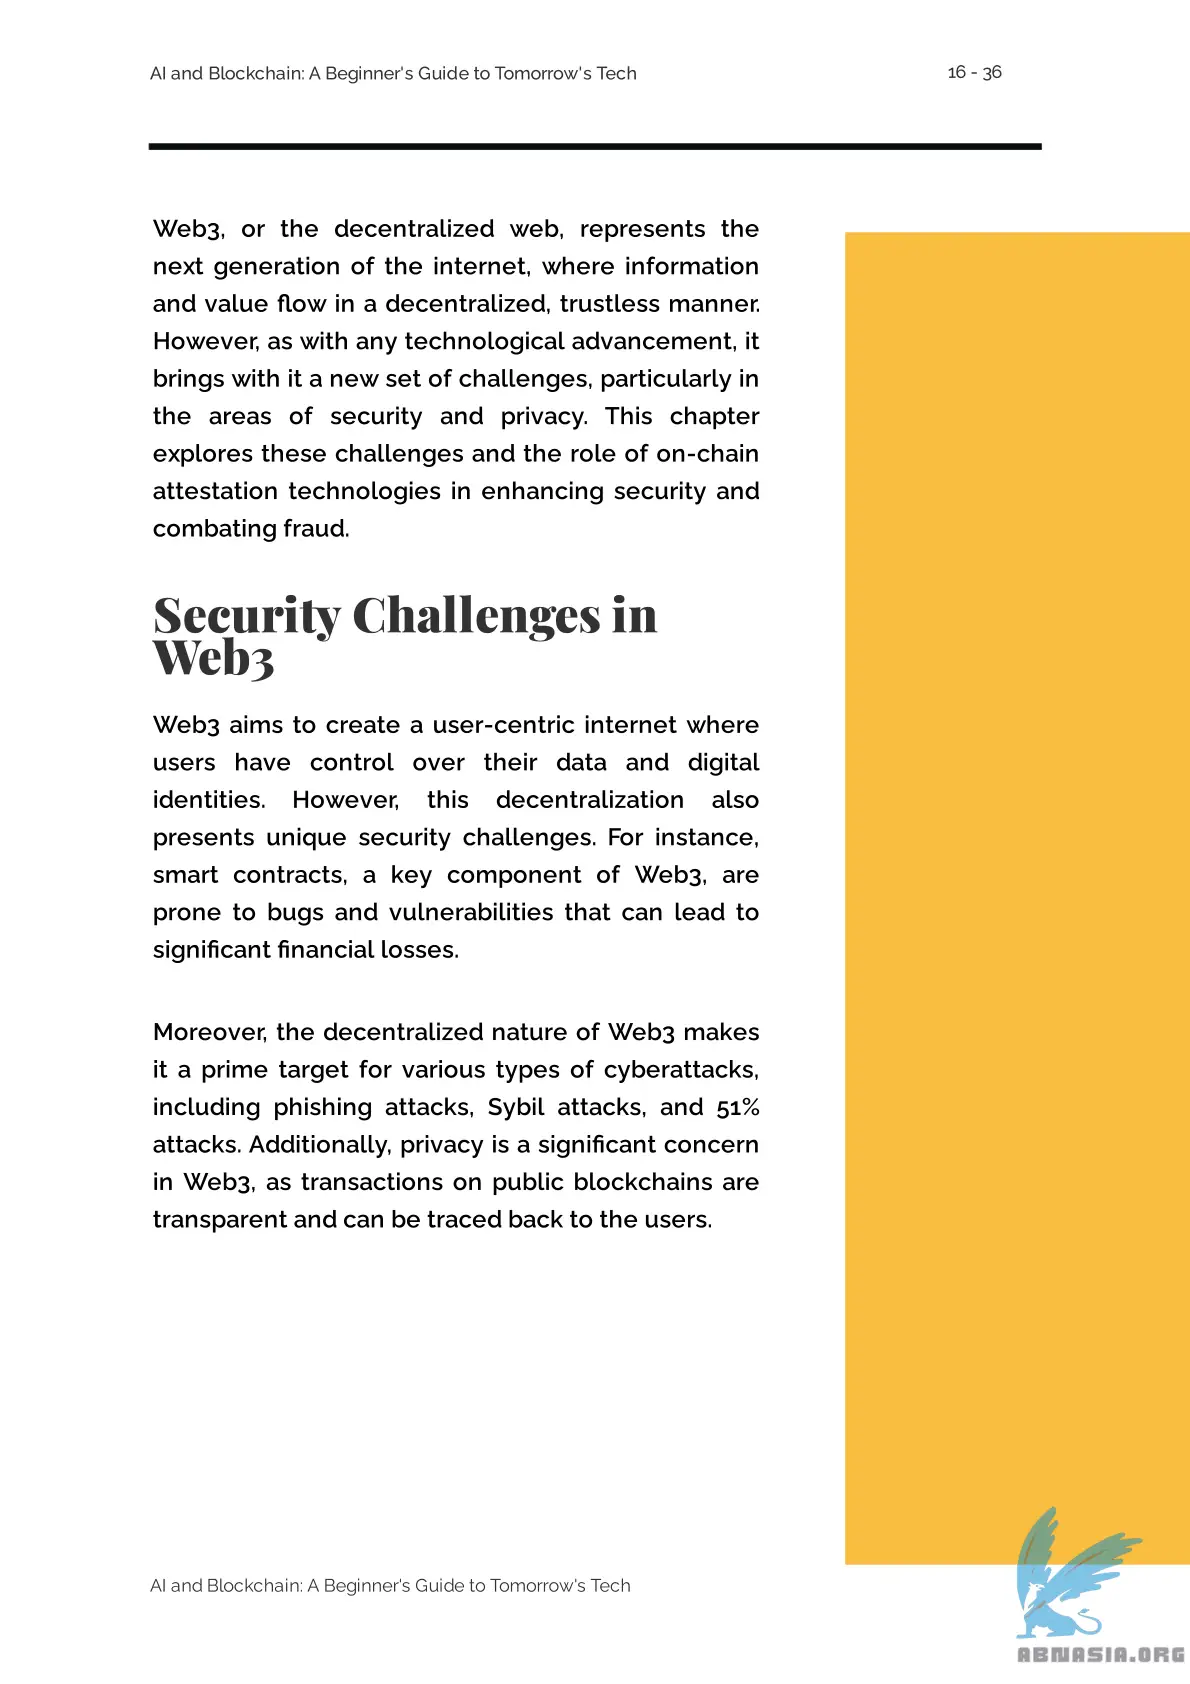 AI and Blockchain: A Beginner's Guide to Tomorrow's Tech
16 - 36
Web3, or the decentralized web, represents the
next generation of the internet, where information
and value flow in a decentralized, trustless manner.
However, as with any technological advancement, it
brings with it a new set of challenges, particularly in
the areas of security and privacy. This chapter
explores these challenges and the role of on-chain
attestation technologies in enhancing security and
combating fraud.
Security Challenges in
Web3
Web3 aims to create a user-centric internet where
users have control over their data and digital
identities. However, this decentralization also
presents unique security challenges. For instance,
smart contracts, a key component of Web3, are
prone to bugs and vulnerabilities that can lead to
significant financial losses.
Moreover, the decentralized nature of Web3 makes
it a prime target for various types of cyberattacks,
including phishing attacks, Sybil attacks, and 51%
attacks. Additionally, privacy is a significant concern
in Web3, as transactions on public blockchains are
transparent and can be traced back to the users.
AI and Blockchain: A Beginner's Guide to Tomorrow's Tech
ABNASIA.ORG